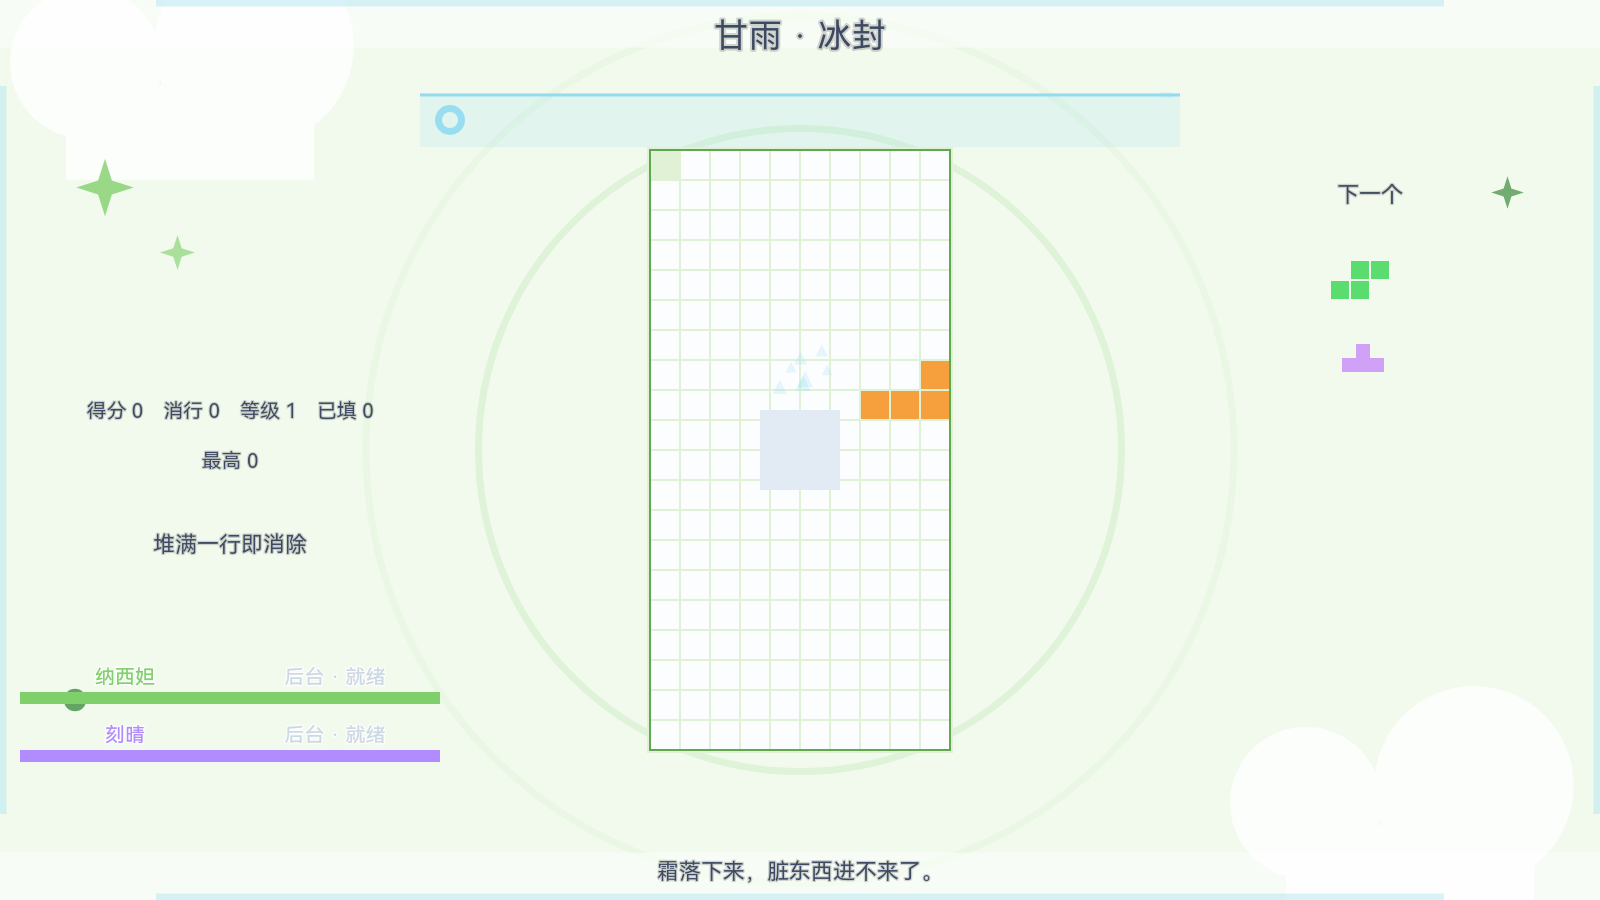 甘雨 · 冰封
下一个
得分 0 消行 0 等级 1 已填 0
最高 0
堆满一行即消除
纳西妲 后台 · 就绪
刻晴 后台 · 就绪
霜落下来，脏东西进不来了。